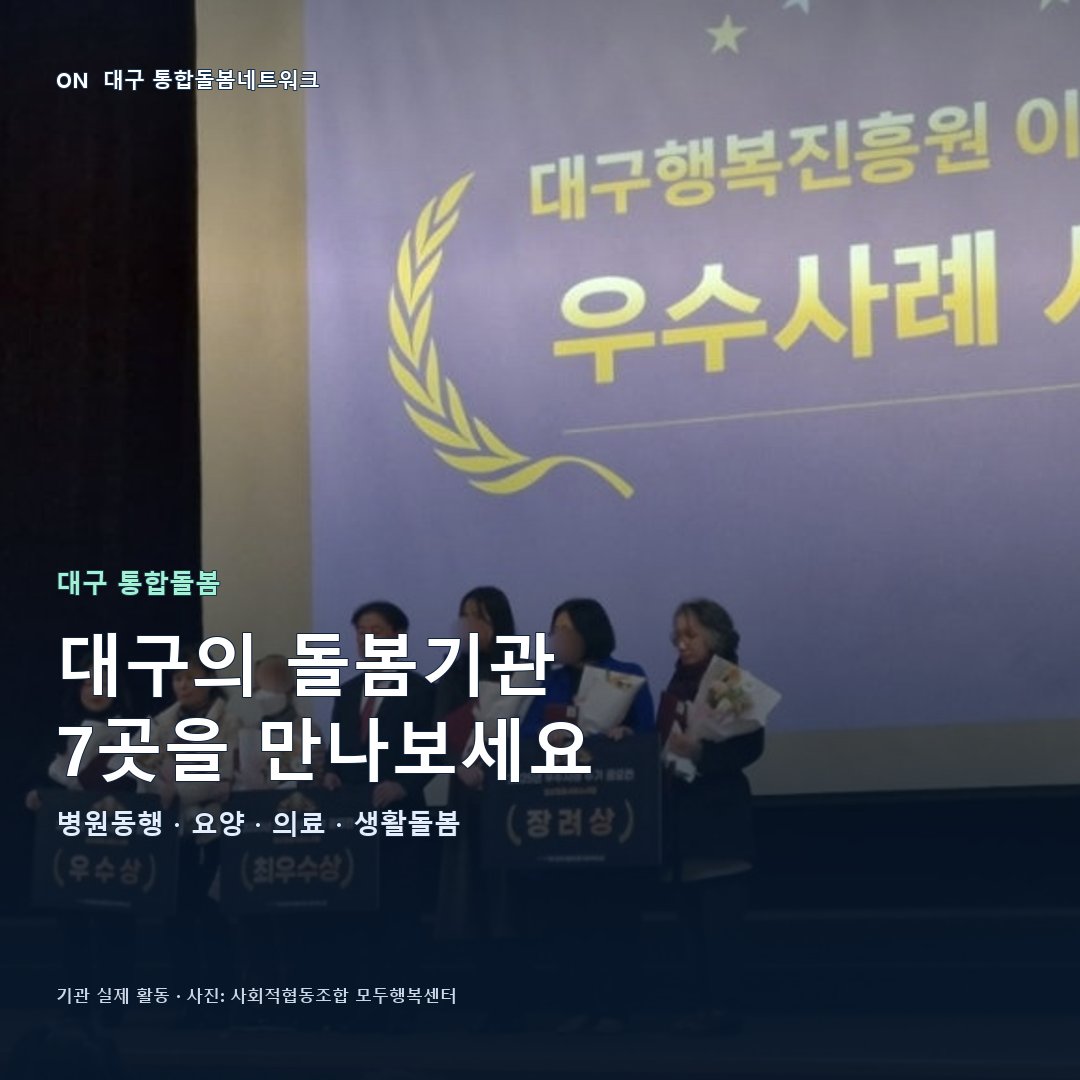 ON 대구 통합돌봄네트워크
대구행복진흥원 이
우수사례
대구 통합돌봄
대구의 돌봄기관
7곳을 만나보세요
병원동행 · 요양 · 의료 · 생활돌봄
(장려상)
(우수상)
(최우수상)
기관 실제 활동 · 사진: 사회적협동조합 모두행복센터